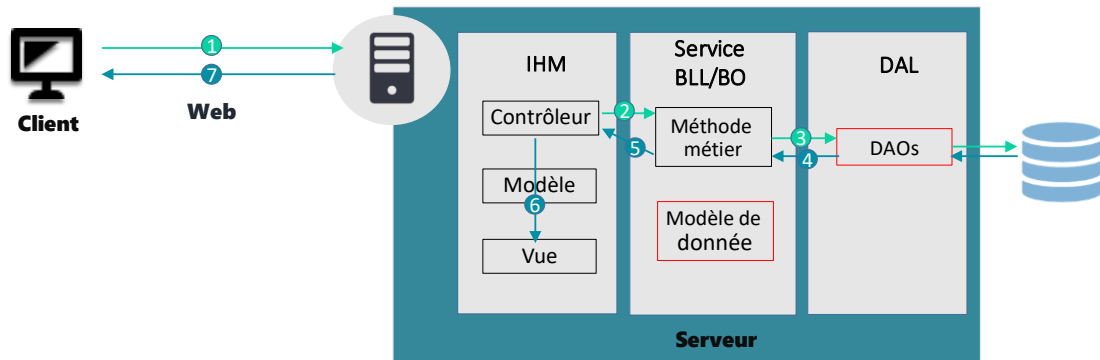 1
7
Web
Client
IHM
Contrôleur
Modèle
6
Vue
2
5
Service
BLL/BO
Méthode
métier
Modèle de
donnée
3
4
DAL
DAOs
Serveur